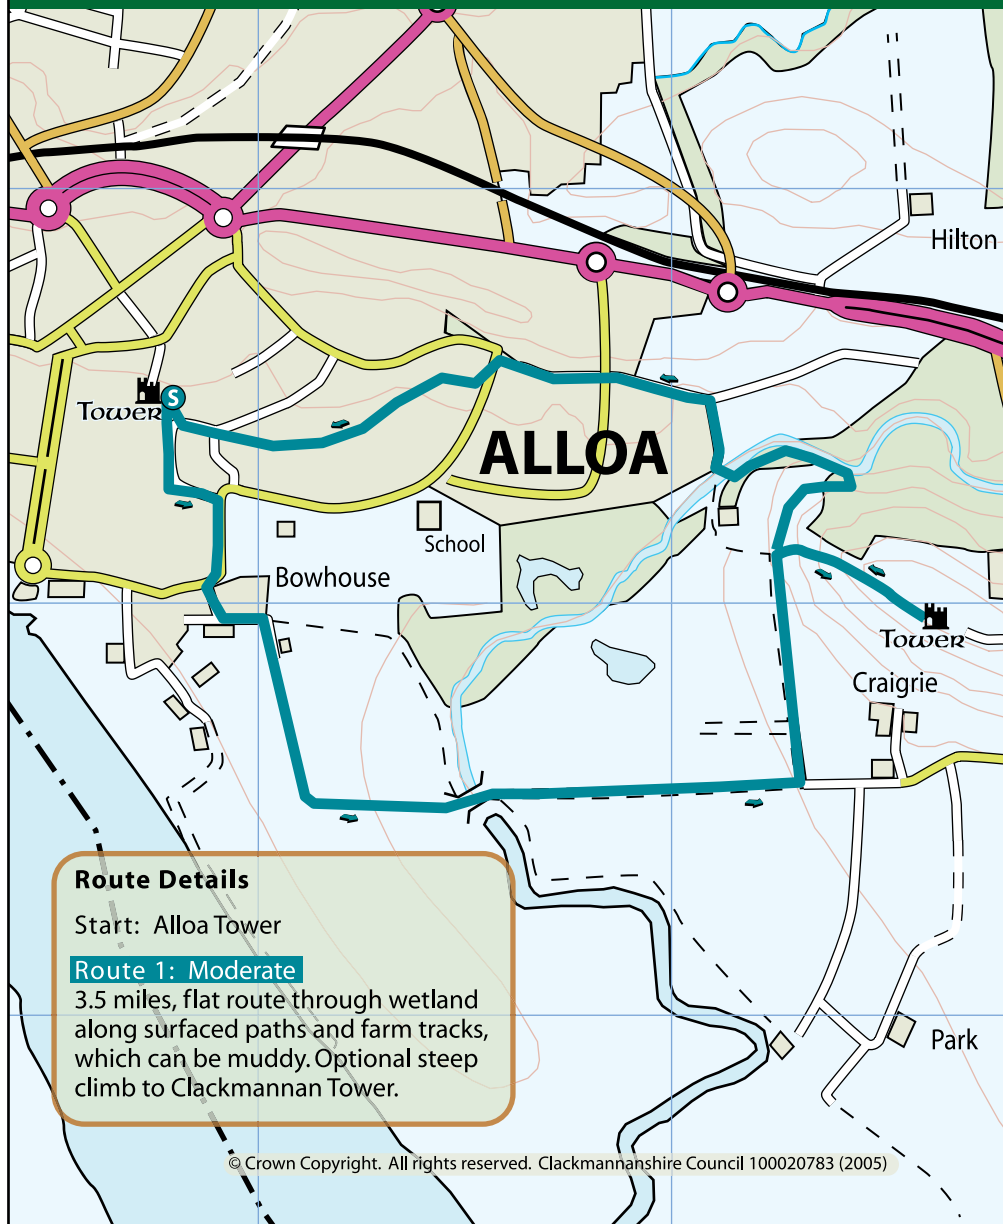 Hilton
Tower
S
ALLOA
School
Bowhouse
Tower
Craigrie
Route Details
Start: Alloa Tower
Route 1: Moderate
3.5 miles, flat route through wetland
along surfaced paths and farm tracks,
which can be muddy. Optional steep
climb to Clackmannan Tower.
Park
© Crown Copyright. All rights reserved. Clackmannanshire Council 100020783 (2005)